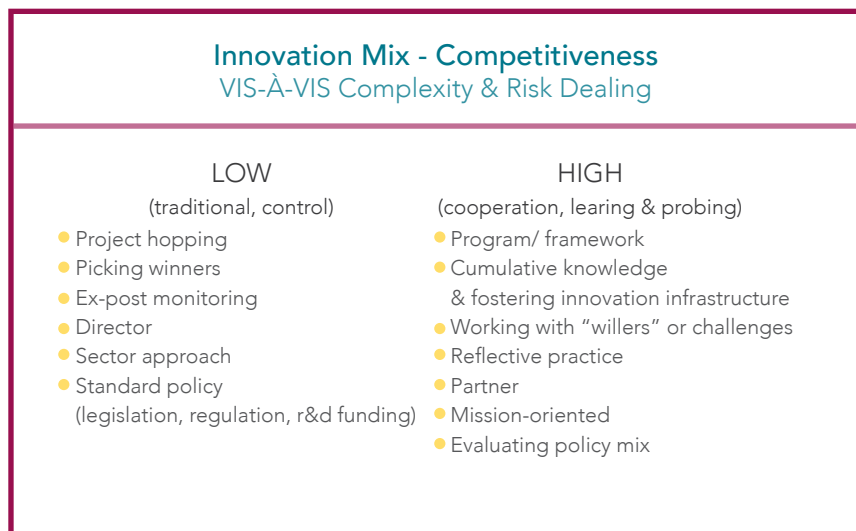 Innovation Mix - Competitiveness
VIS-À-VIS Complexity & Risk Dealing
LOW
(traditional, control)
Project hopping
Picking winners
Ex-post monitoring
Director
Sector approach
Standard policy
(legislation, regulation, r&d funding)
HIGH
(cooperation, learing & probing)
Program/ framework
Cumulative knowledge
& fostering innovation infrastructure
Working with “willers” or challenges
Reflective practice
Partner
Mission-oriented
Evaluating policy mix